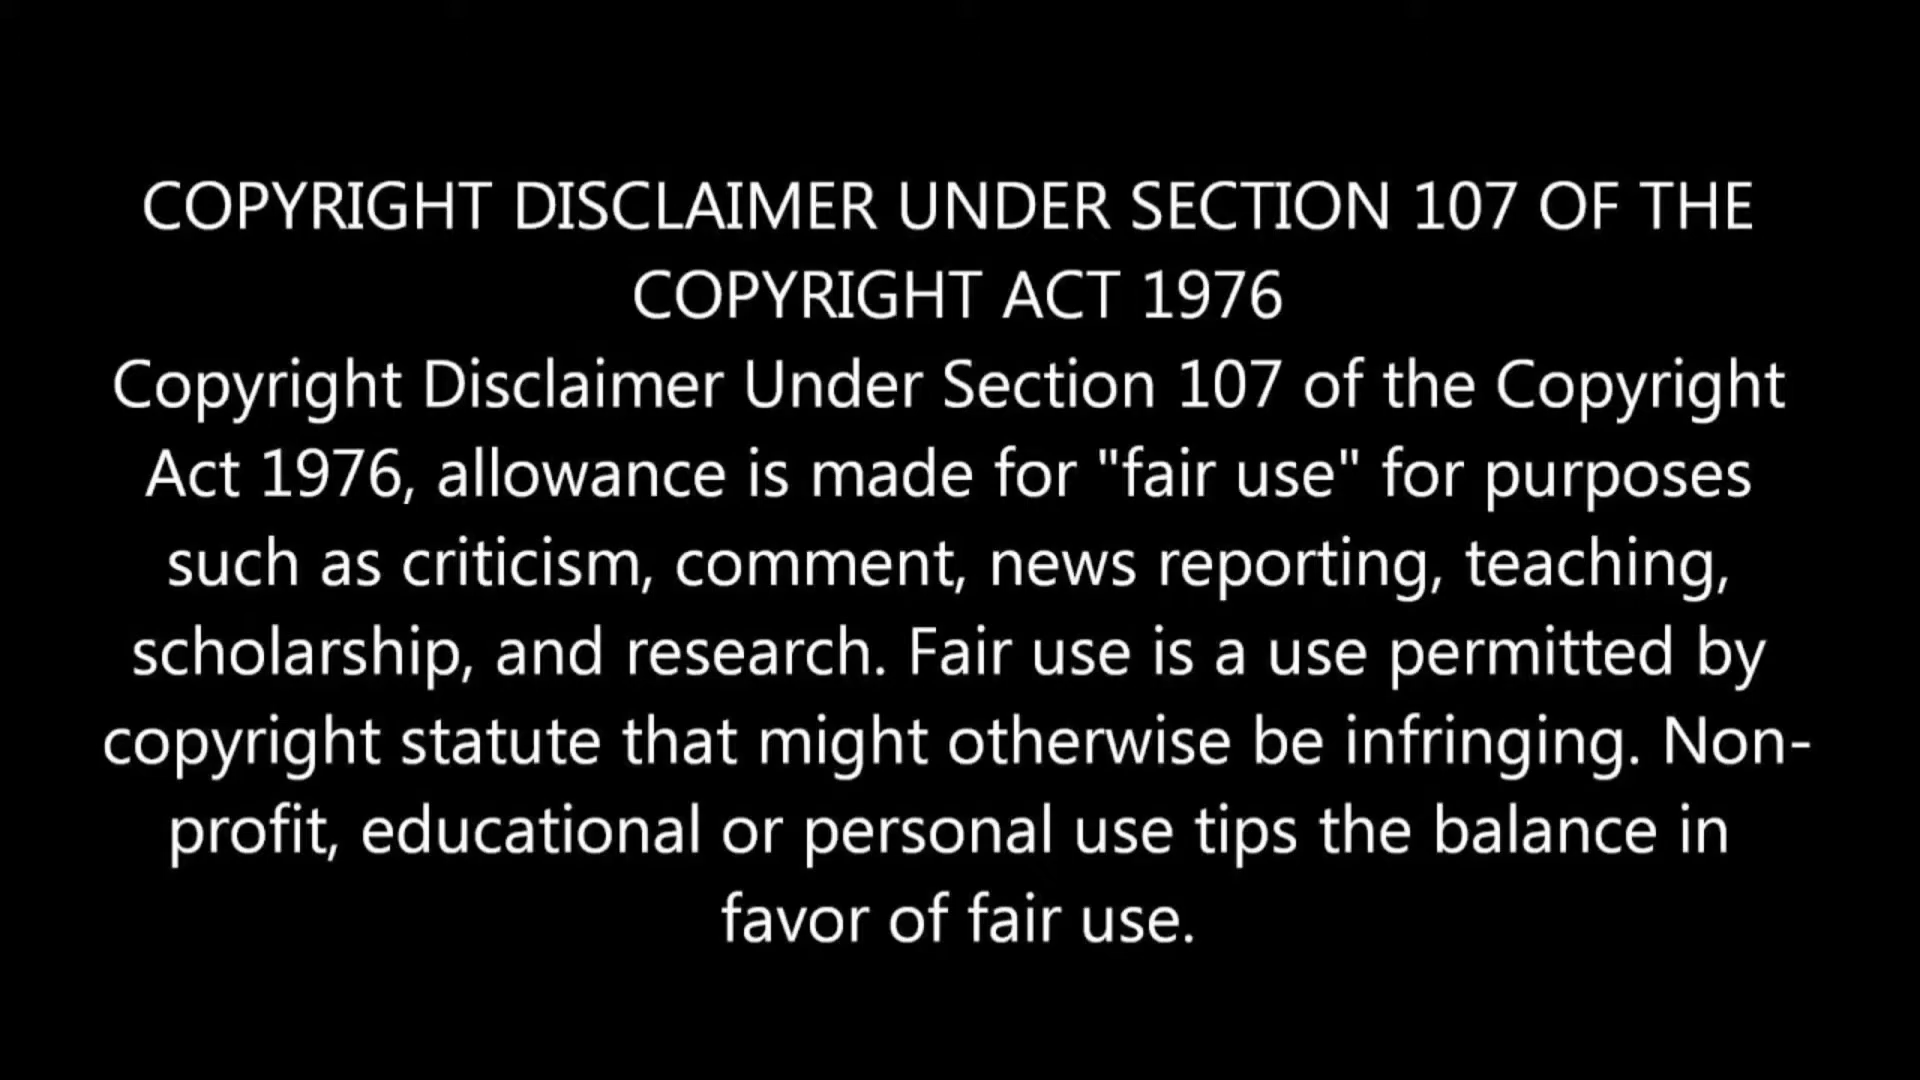 COPYRIGHT DISCLAIMER UNDER SECTION 107 OF THE
COPYRIGHT ACT 1976
Copyright Disclaimer Under Section 107 of the Copyright
Act 1976, allowance is made for "fair use" for purposes
such as criticism, comment, news reporting, teaching,
scholarship, and research. Fair use is a use permitted by
copyright statute that might otherwise be infringing. Non-
profit, educational or personal use tips the balance in
favor of fair use.